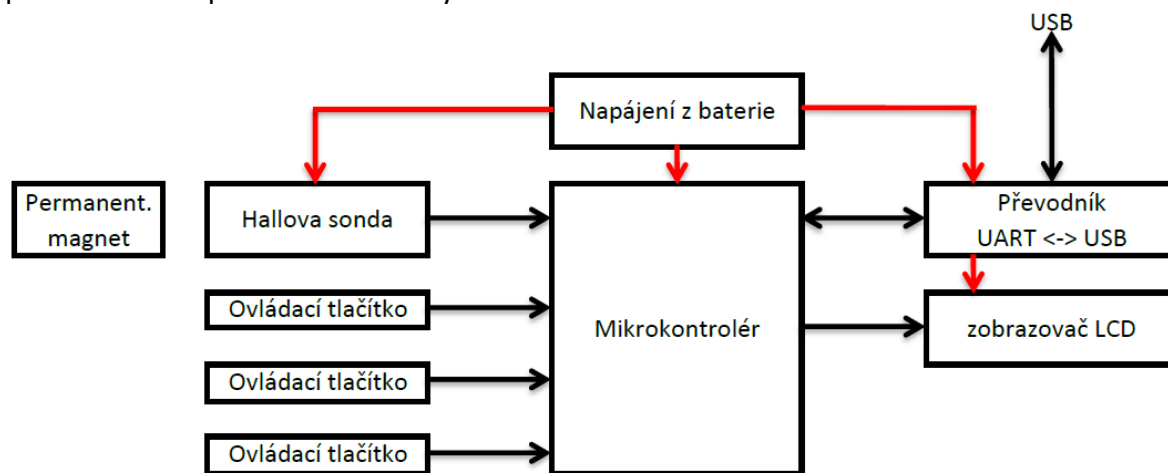 USB
Napájení z baterie
Permanent.
magnet
Hallova sonda
Převodník
UART <-> USB
Ovládací tlačítko
Mikrokontrolér
zobrazovač LCD
Ovládací tlačítko
Ovládací tlačítko